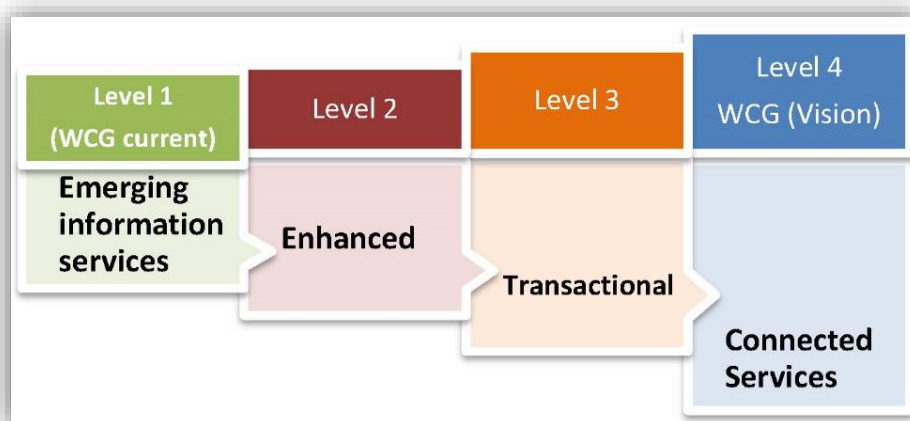 Level 1
(WCG current)
Emerging
information
services
Level 2
Enhanced
Level 3
Transactional
Level 4
WCG (Vision)
Connected
Services